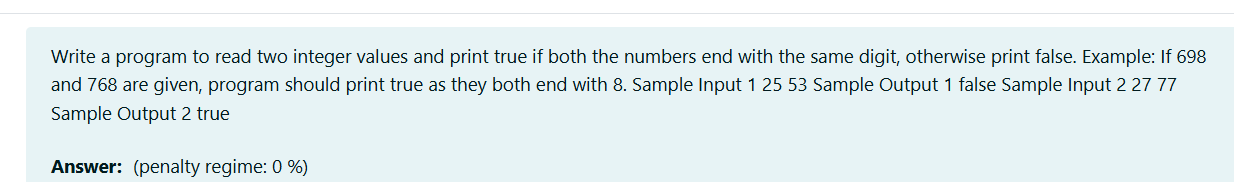 Write a program to read two integer values and print true if both the numbers end with the same digit, otherwise print false. Example: If 698
and 768 are given, program should print true as they both end with 8. Sample Input 1 25 53 Sample Output 1 false Sample Input 2 27 77
Sample Output 2 true
Answer: (penalty regime: 0 %)